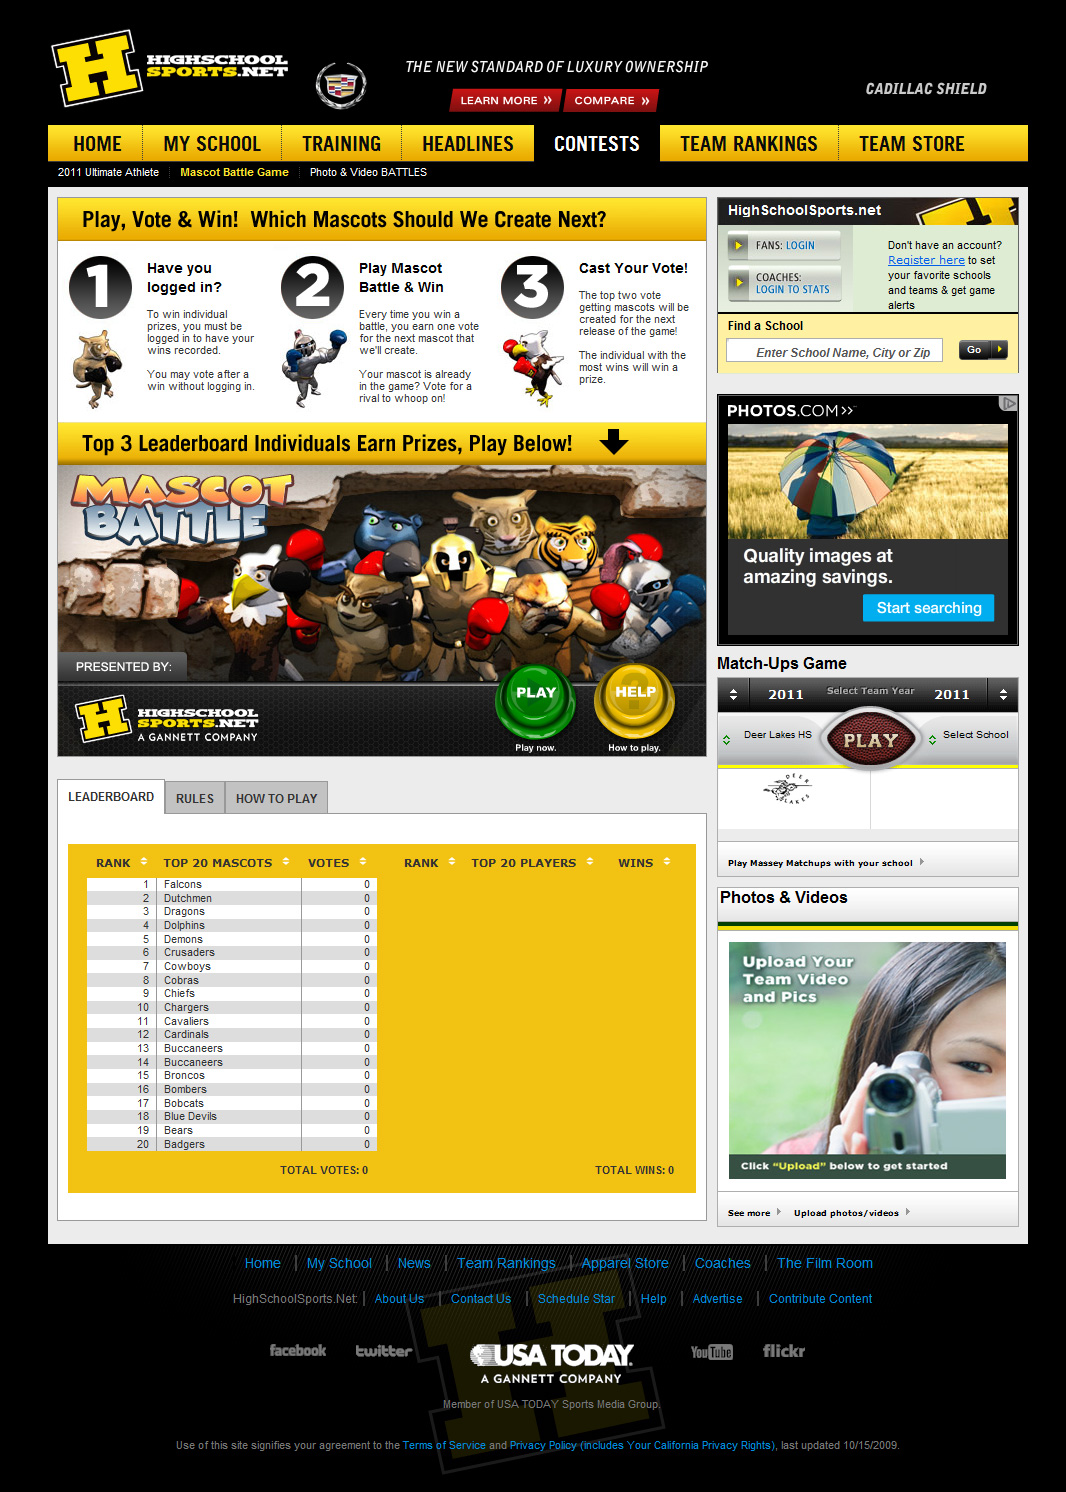 HIGHSCHOOL
SPORTS.NET
THE NEW STANDARD OF LUXURY OWNERSHIP
LEARN MORE »
COMPARE »
CADILLAC SHIELD
HOME
MY SCHOOL
TRAINING
HEADLINES
CONTESTS
TEAM RANKINGS
TEAM STORE
2011 Ultimate Athlete
Mascot Battle Game
Photo & Video BATTLES
Play, Vote & Win! Which Mascots Should We Create Next?
1
Have you
logged in?
To win individual
prizes, you must be
logged in to have your
wins recorded.
You may vote after a
win without logging in.
2
Play Mascot
Battle & Win
Every time you win a
battle, you earn one vote
for the next mascot that
we'll create.
Your mascot is already
in the game? Vote for a
rival to whoop on!
3
Cast Your Vote!
The top two vote
getting mascots will be
created for the next
release of the game!
The individual with the
most wins will win a
prize.
Top 3 Leaderboard Individuals Earn Prizes, Play Below!
MASCOT
BATTLE
PRESENTED BY:
HIGHSCHOOL
SPORTS.NET
A GANNETT COMPANY
PLAY
Play now.
HELP
How to play.
LEADERBOARD
RULES
HOW TO PLAY
RANK TOP 20 MASCOTS VOTES RANK TOP 20 PLAYERS WINS
1 Falcons 0
2 Dutchmen 0
3 Dragons 0
4 Dolphins 0
5 Demons 0
6 Crusaders 0
7 Cowboys 0
8 Cobras 0
9 Chiefs 0
10 Chargers 0
11 Cavaliers 0
12 Cardinals 0
13 Buccaneers 0
14 Buccaneers 0
15 Broncos 0
16 Bombers 0
17 Bobcats 0
18 Blue Devils 0
19 Bears 0
20 Badgers 0
TOTAL VOTES: 0
TOTAL WINS: 0
HighSchoolSports.net
FANS: LOGIN
COACHES:
LOGIN TO STATS
Don't have an account?
Register here to set
your favorite schools
and teams & get game
alerts
Find a School
Enter School Name, City or Zip
Go
PHOTOS.COM»
Quality images at
amazing savings.
Start searching
Match-Ups Game
2011 Select Team Year 2011
Deer Lakes HS
PLAY
Select School
DEER
LAKES
Play Massey Matchups with your school
Photos & Videos
Upload Your
Team Video
and Pics
Click "Upload" below to get started
See more
Upload photos/videos
Home | My School | News | Team Rankings | Apparel Store | Coaches | The Film Room
HighSchoolSports.Net: | About Us | Contact Us | Schedule Star | Help | Advertise | Contribute Content
facebook
twitter
USA TODAY
A GANNETT COMPANY
YouTube
flickr
Member of USA TODAY Sports Media Group.
Use of this site signifies your agreement to the Terms of Service and Privacy Policy (includes Your California Privacy Rights), last updated 10/15/2009.